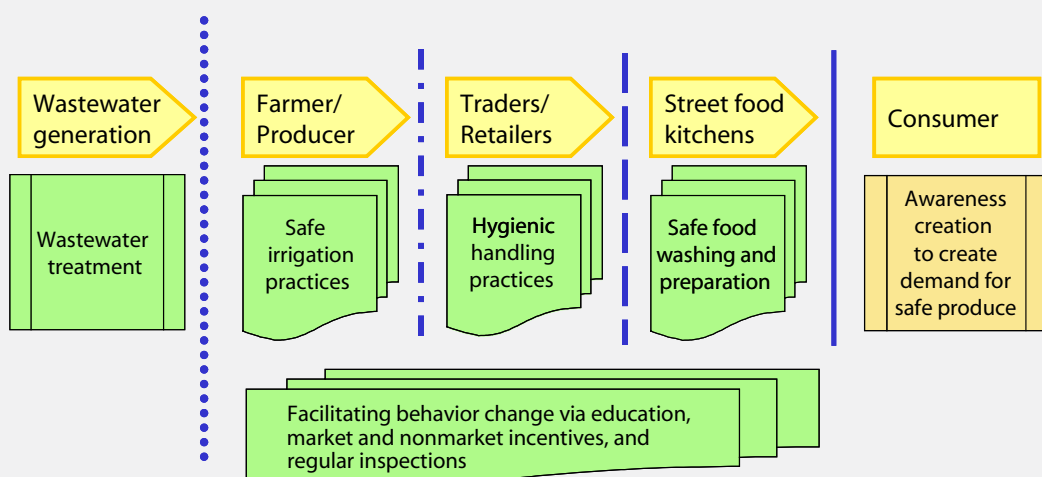 Wastewater
generation
Farmer/
Producer
Traders/
Retailers
Street food
kitchens
Consumer
Wastewater
treatment
Safe
irrigation
practices
Hygienic
handling
practices
Safe food
washing and
preparation
Awareness
creation
to create
demand for
safe produce
Facilitating behavior change via education,
market and nonmarket incentives, and
regular inspections